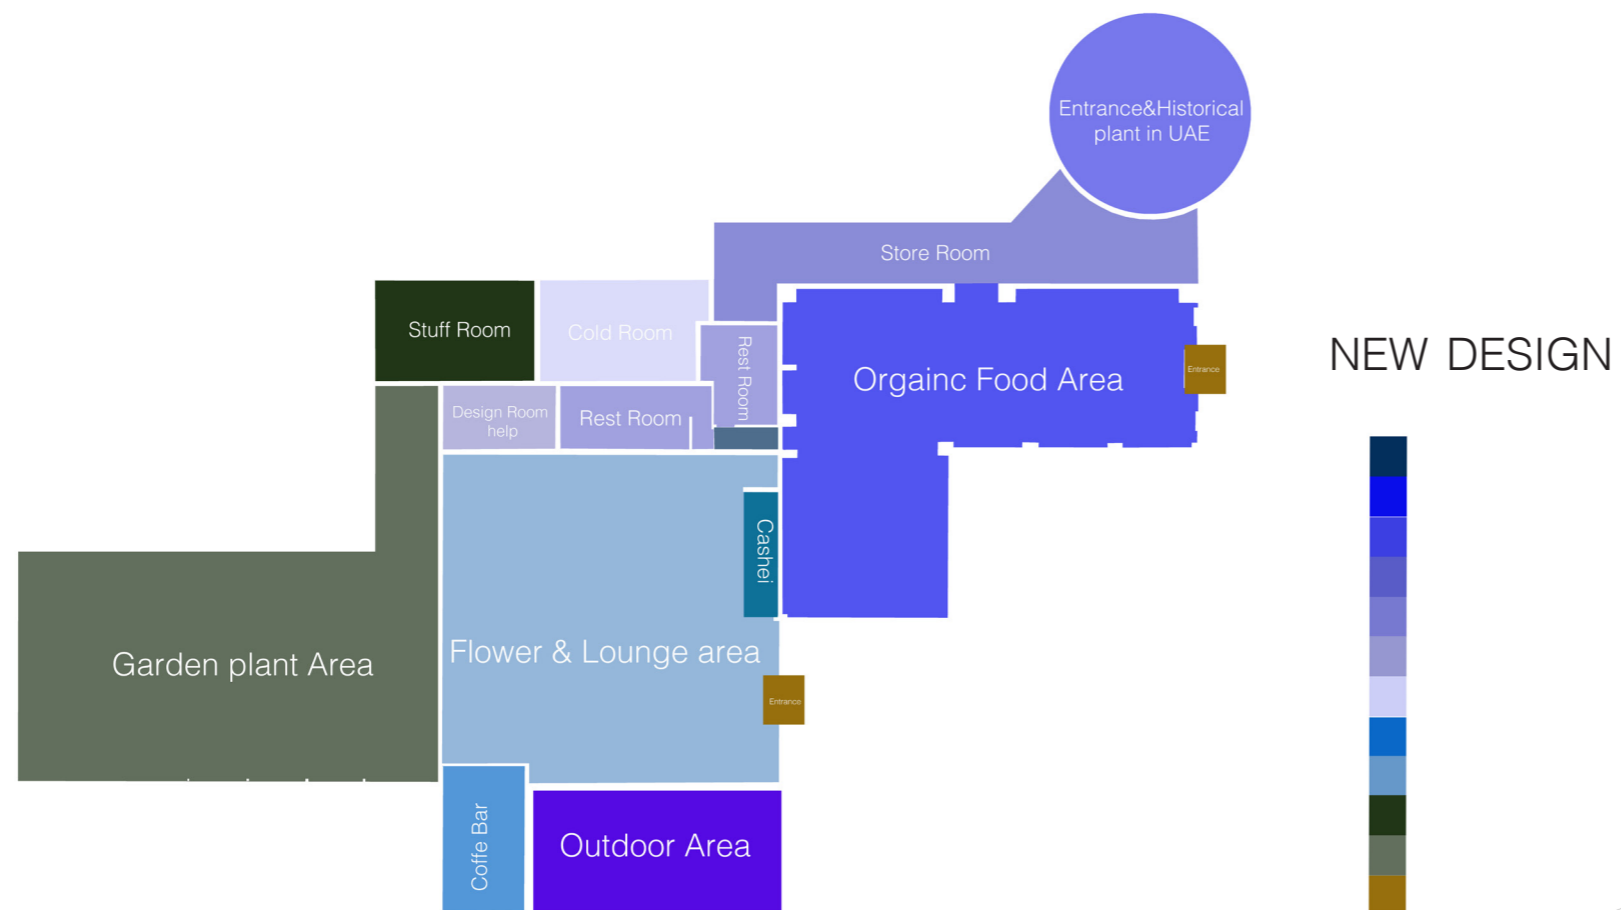 Entrance&Historical
plant in UAE
Store Room
Stuff Room
Cold Room
Rest Room
Orgainc Food Area
Entrance
NEW DESIGN
Design Room
help
Rest Room
Cashei
Flower & Lounge area
Garden plant Area
Entrance
Coffe Bar
Outdoor Area